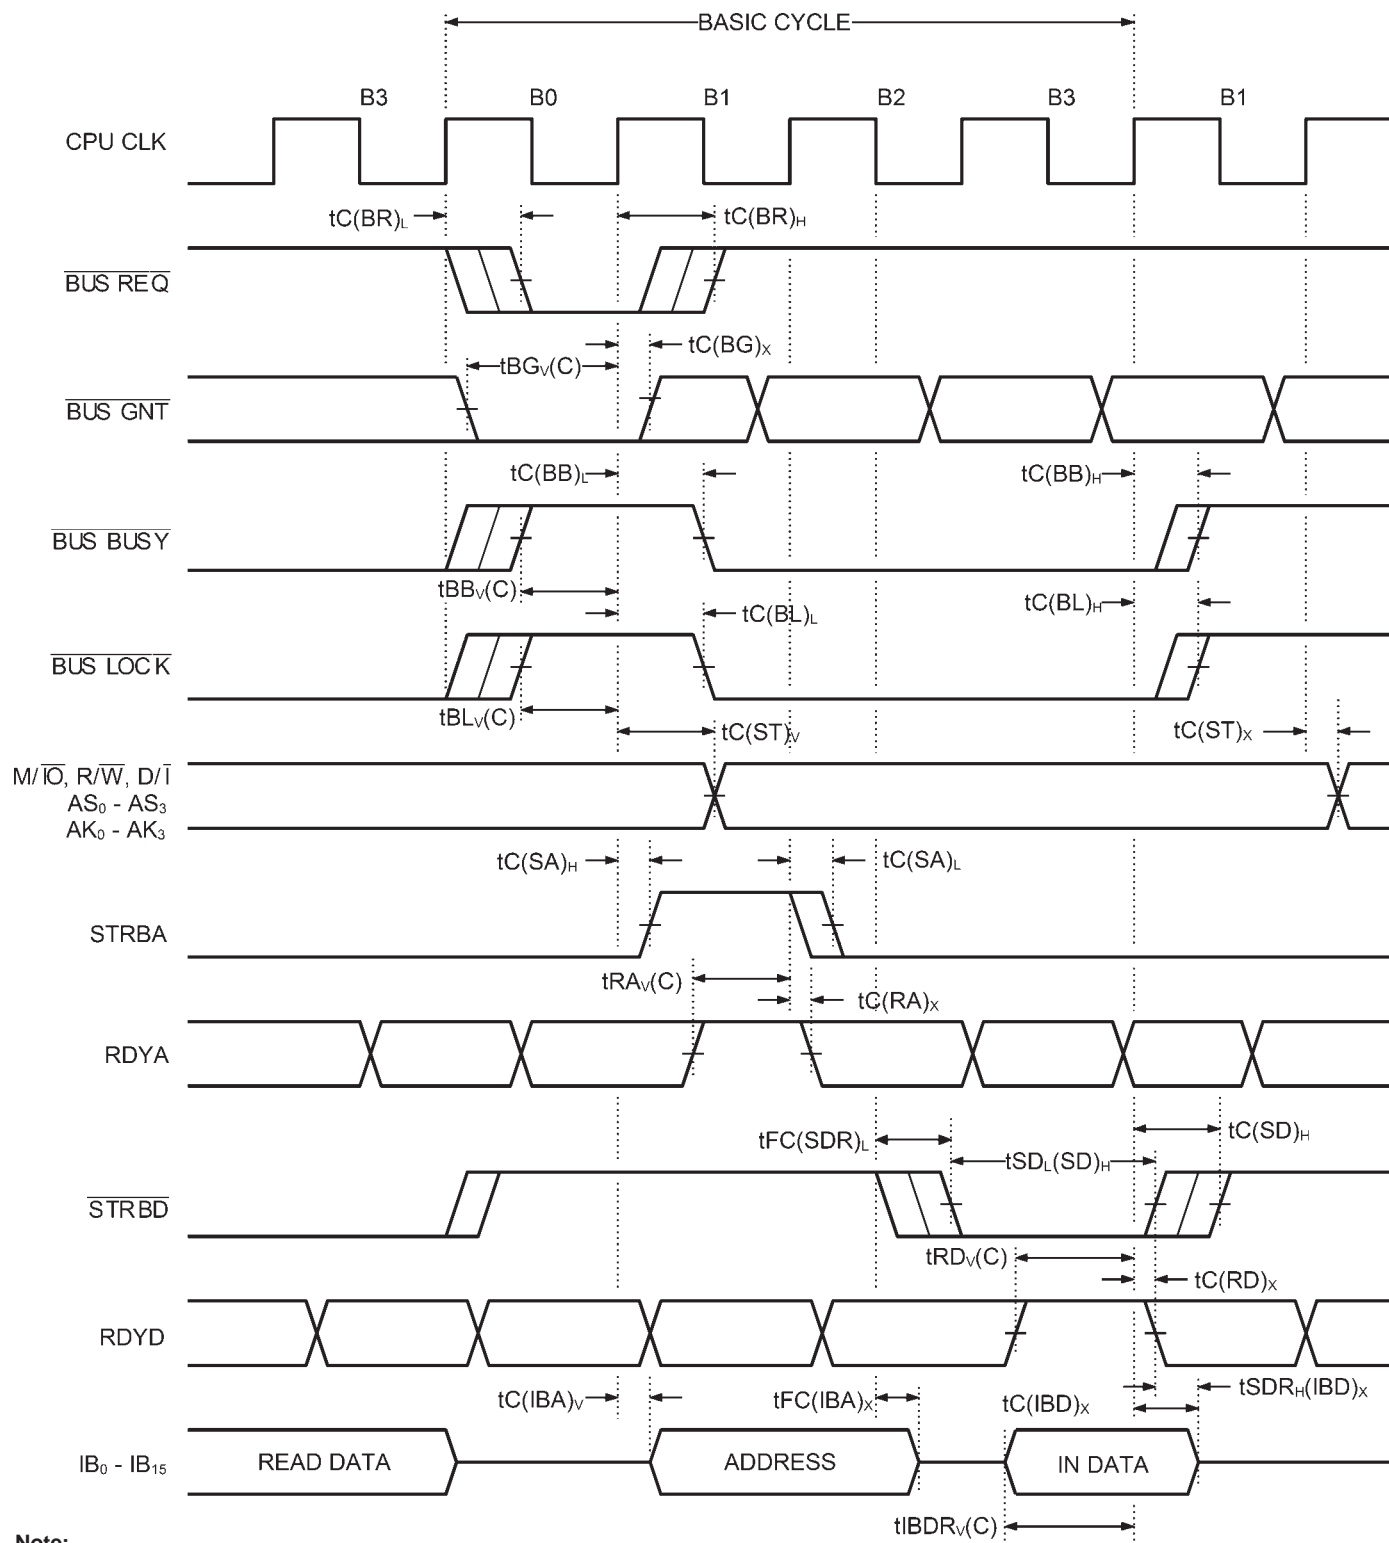 BASIC CYCLE
B3 B0 B1 B2 B3 B1
CPU CLK
tC(BR)L tC(BR)H
BUS REQ
tC(BG)X
tBGV(C)
BUS GNT
tC(BB)L tC(BB)H
BUS BUSY
tBBV(C) tC(BL)H
tC(BL)L
BUS LOCK
tBLV(C)
tC(ST)V tC(ST)X
M/IO, R/W, D/I
AS0 - AS3
AK0 - AK3
tC(SA)H tC(SA)L
STRBA
tRAV(C)
tC(RA)X
RDYA
tFC(SDR)L tC(SD)H
tSDL(SD)H
STRBD
tRDV(C)
tC(RD)X
RDYD
tC(IBA)V tFC(IBA)X tC(IBD)X tSDRH(IBD)X
IB0 - IB15 READ DATA ADDRESS IN DATA
tIBDRV(C)
Note: